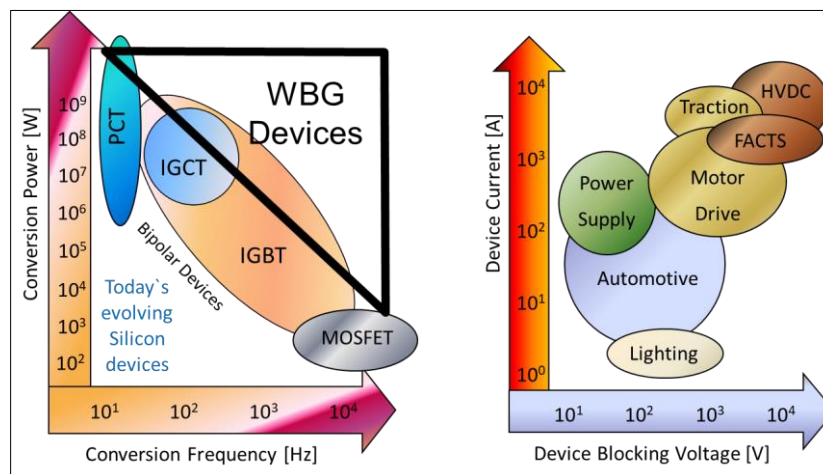 Conversion Power [W]
10⁹
10⁸
10⁷
10⁶
10⁵
10⁴
10³
10²
PCT
IGCT
IGBT
MOSFET
Bipolar Devices
WBG
Devices
Today`s
evolving
Silicon
devices
10¹ 10² 10³ 10⁴
Conversion Frequency [Hz]
Device Current [A]
10⁴
10³
10²
10¹
10⁰
HVDC
Traction
FACTS
Power
Supply
Motor
Drive
Automotive
Lighting
10¹ 10² 10³ 10⁴
Device Blocking Voltage [V]